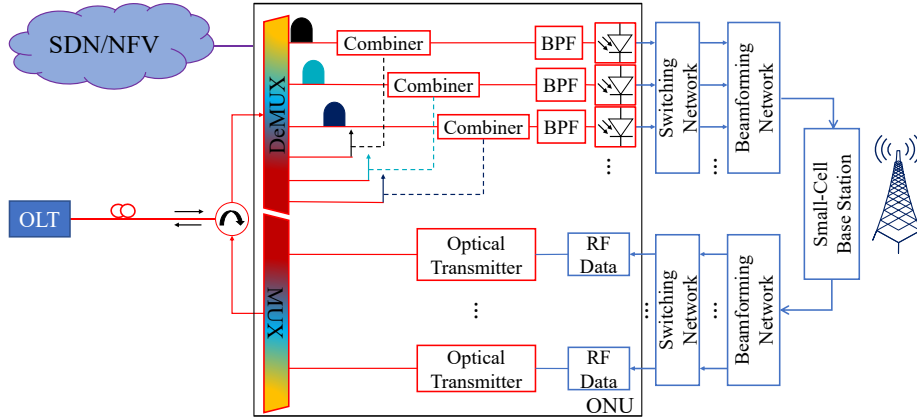 SDN/NFV
DeMUX
Combiner
BPF
Combiner
BPF
Combiner
BPF
...
Switching
Network
...
Beamforming
Network
Small-Cell
Base Station
OLT
MUX
Optical
Transmitter
RF
Data
...
...
Optical
Transmitter
RF
Data
Switching
Network
...
Beamforming
Network
ONU